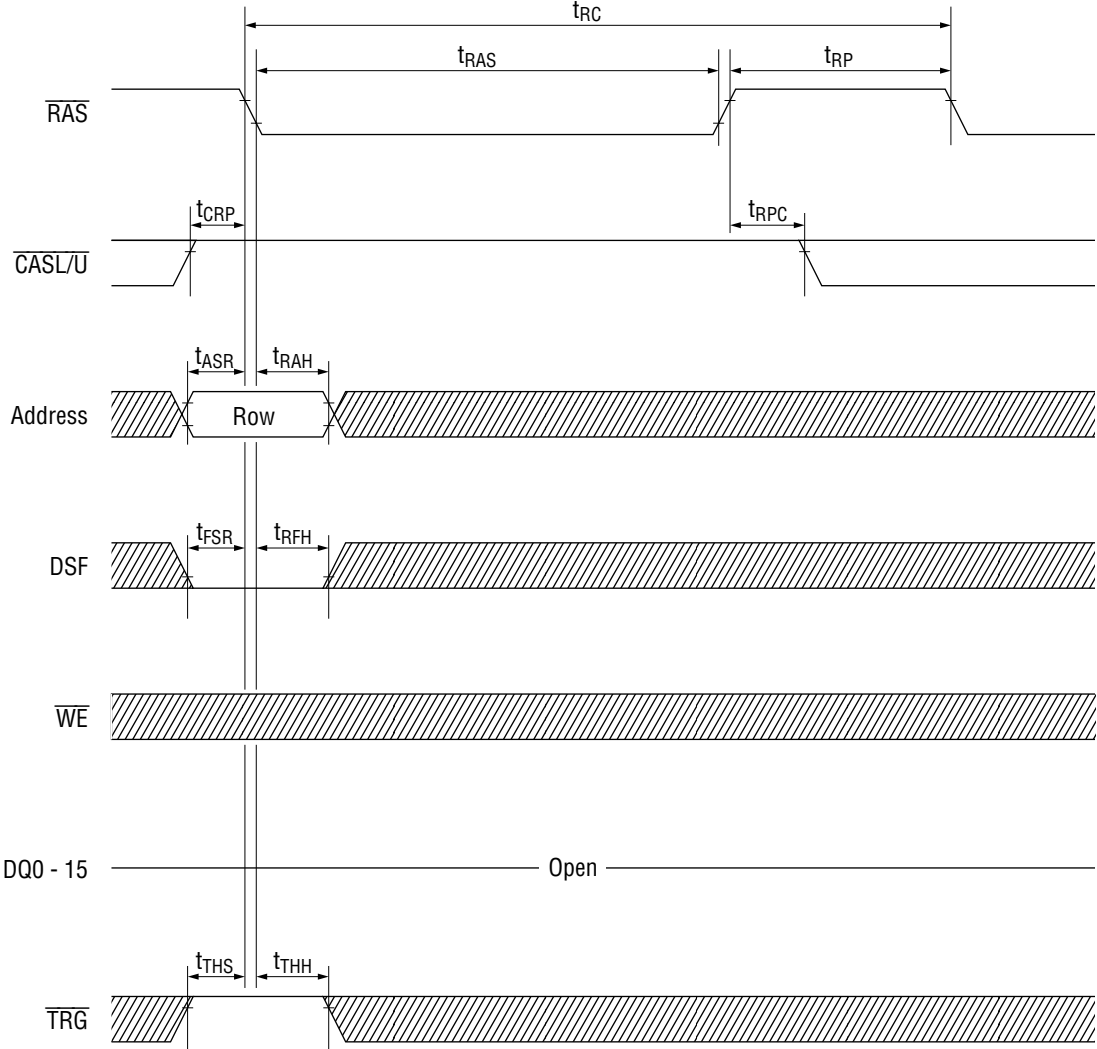 tRC
tRAS
tRP
RAS
tCRP
tRPC
CASL/U
tASR
tRAH
Address
Row
tFSR
tRFH
DSF
WE
DQ0 - 15
Open
tTHS
tTHH
TRG